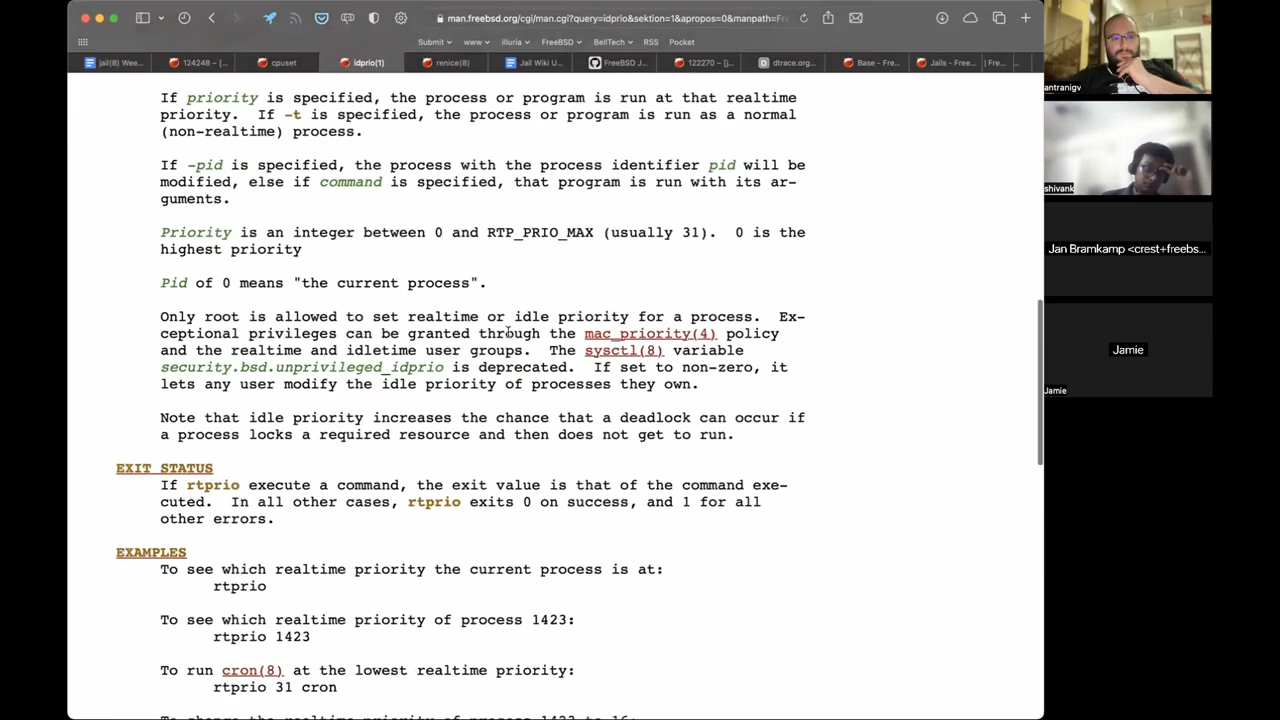 man.freebsd.org/cgi/man.cgi?query=idprio&sektion=1&apropos=0&manpath=Fr
Submit www illuria FreeBSD BellTech RSS Pocket
jail(8) Wee... 124248 – [... cpuset idprio(1) renice(8) Jail Wiki U... FreeBSD J... 122270 – [j... dtrace.org... Base - Fre... Jails - Free... | Fre...
If priority is specified, the process or program is run at that realtime
priority. If -t is specified, the process or program is run as a normal
(non-realtime) process.
If -pid is specified, the process with the process identifier pid will be
modified, else if command is specified, that program is run with its ar-
guments.
Priority is an integer between 0 and RTP_PRIO_MAX (usually 31). 0 is the
highest priority
Pid of 0 means "the current process".
Only root is allowed to set realtime or idle priority for a process. Ex-
ceptional privileges can be granted through the mac_priority(4) policy
and the realtime and idletime user groups. The sysctl(8) variable
security.bsd.unprivileged_idprio is deprecated. If set to non-zero, it
lets any user modify the idle priority of processes they own.
Note that idle priority increases the chance that a deadlock can occur if
a process locks a required resource and then does not get to run.
EXIT STATUS
If rtprio execute a command, the exit value is that of the command exe-
cuted. In all other cases, rtprio exits 0 on success, and 1 for all
other errors.
EXAMPLES
To see which realtime priority the current process is at:
rtprio
To see which realtime priority of process 1423:
rtprio 1423
To run cron(8) at the lowest realtime priority:
rtprio 31 cron
To change the realtime priority of process 1423 to 16:
antranigv
shivank
Jan Bramkamp <crest+freebs...
Jamie
Jamie